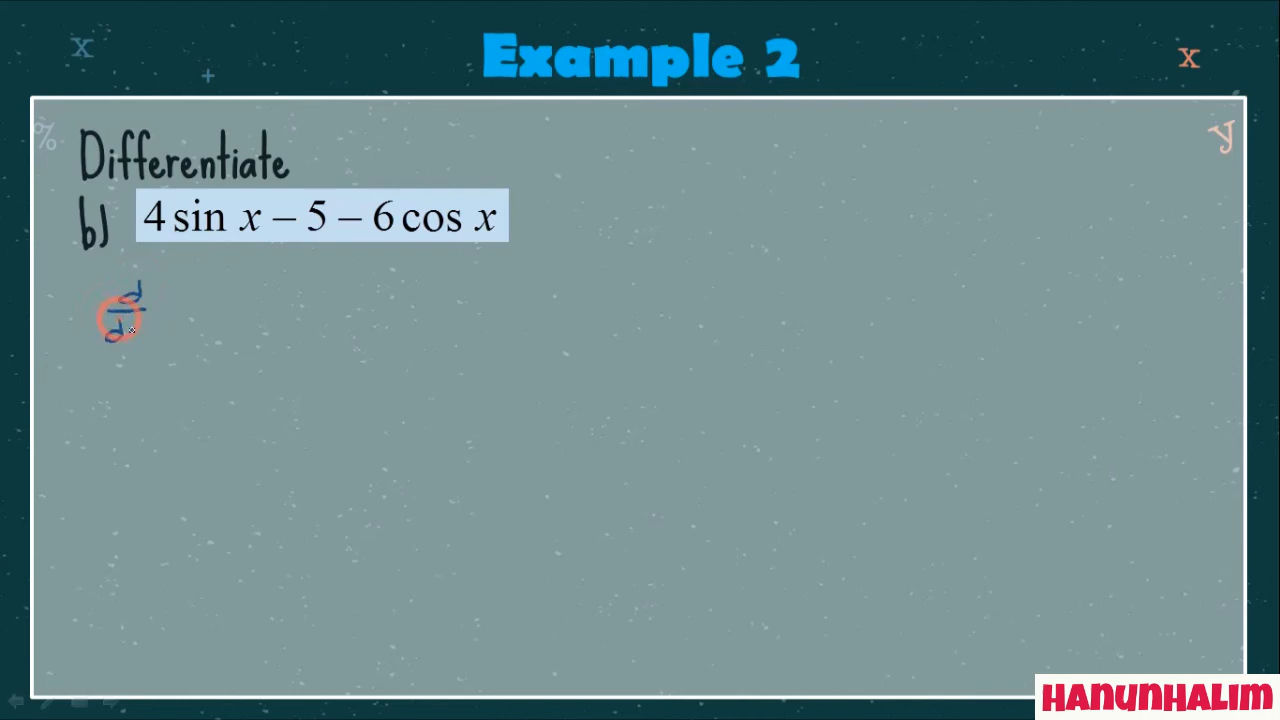 x
+
Example 2
x
%
y
Differentiate
b) 4 sin x – 5 – 6 cos x
d
d
HANUNHALIM